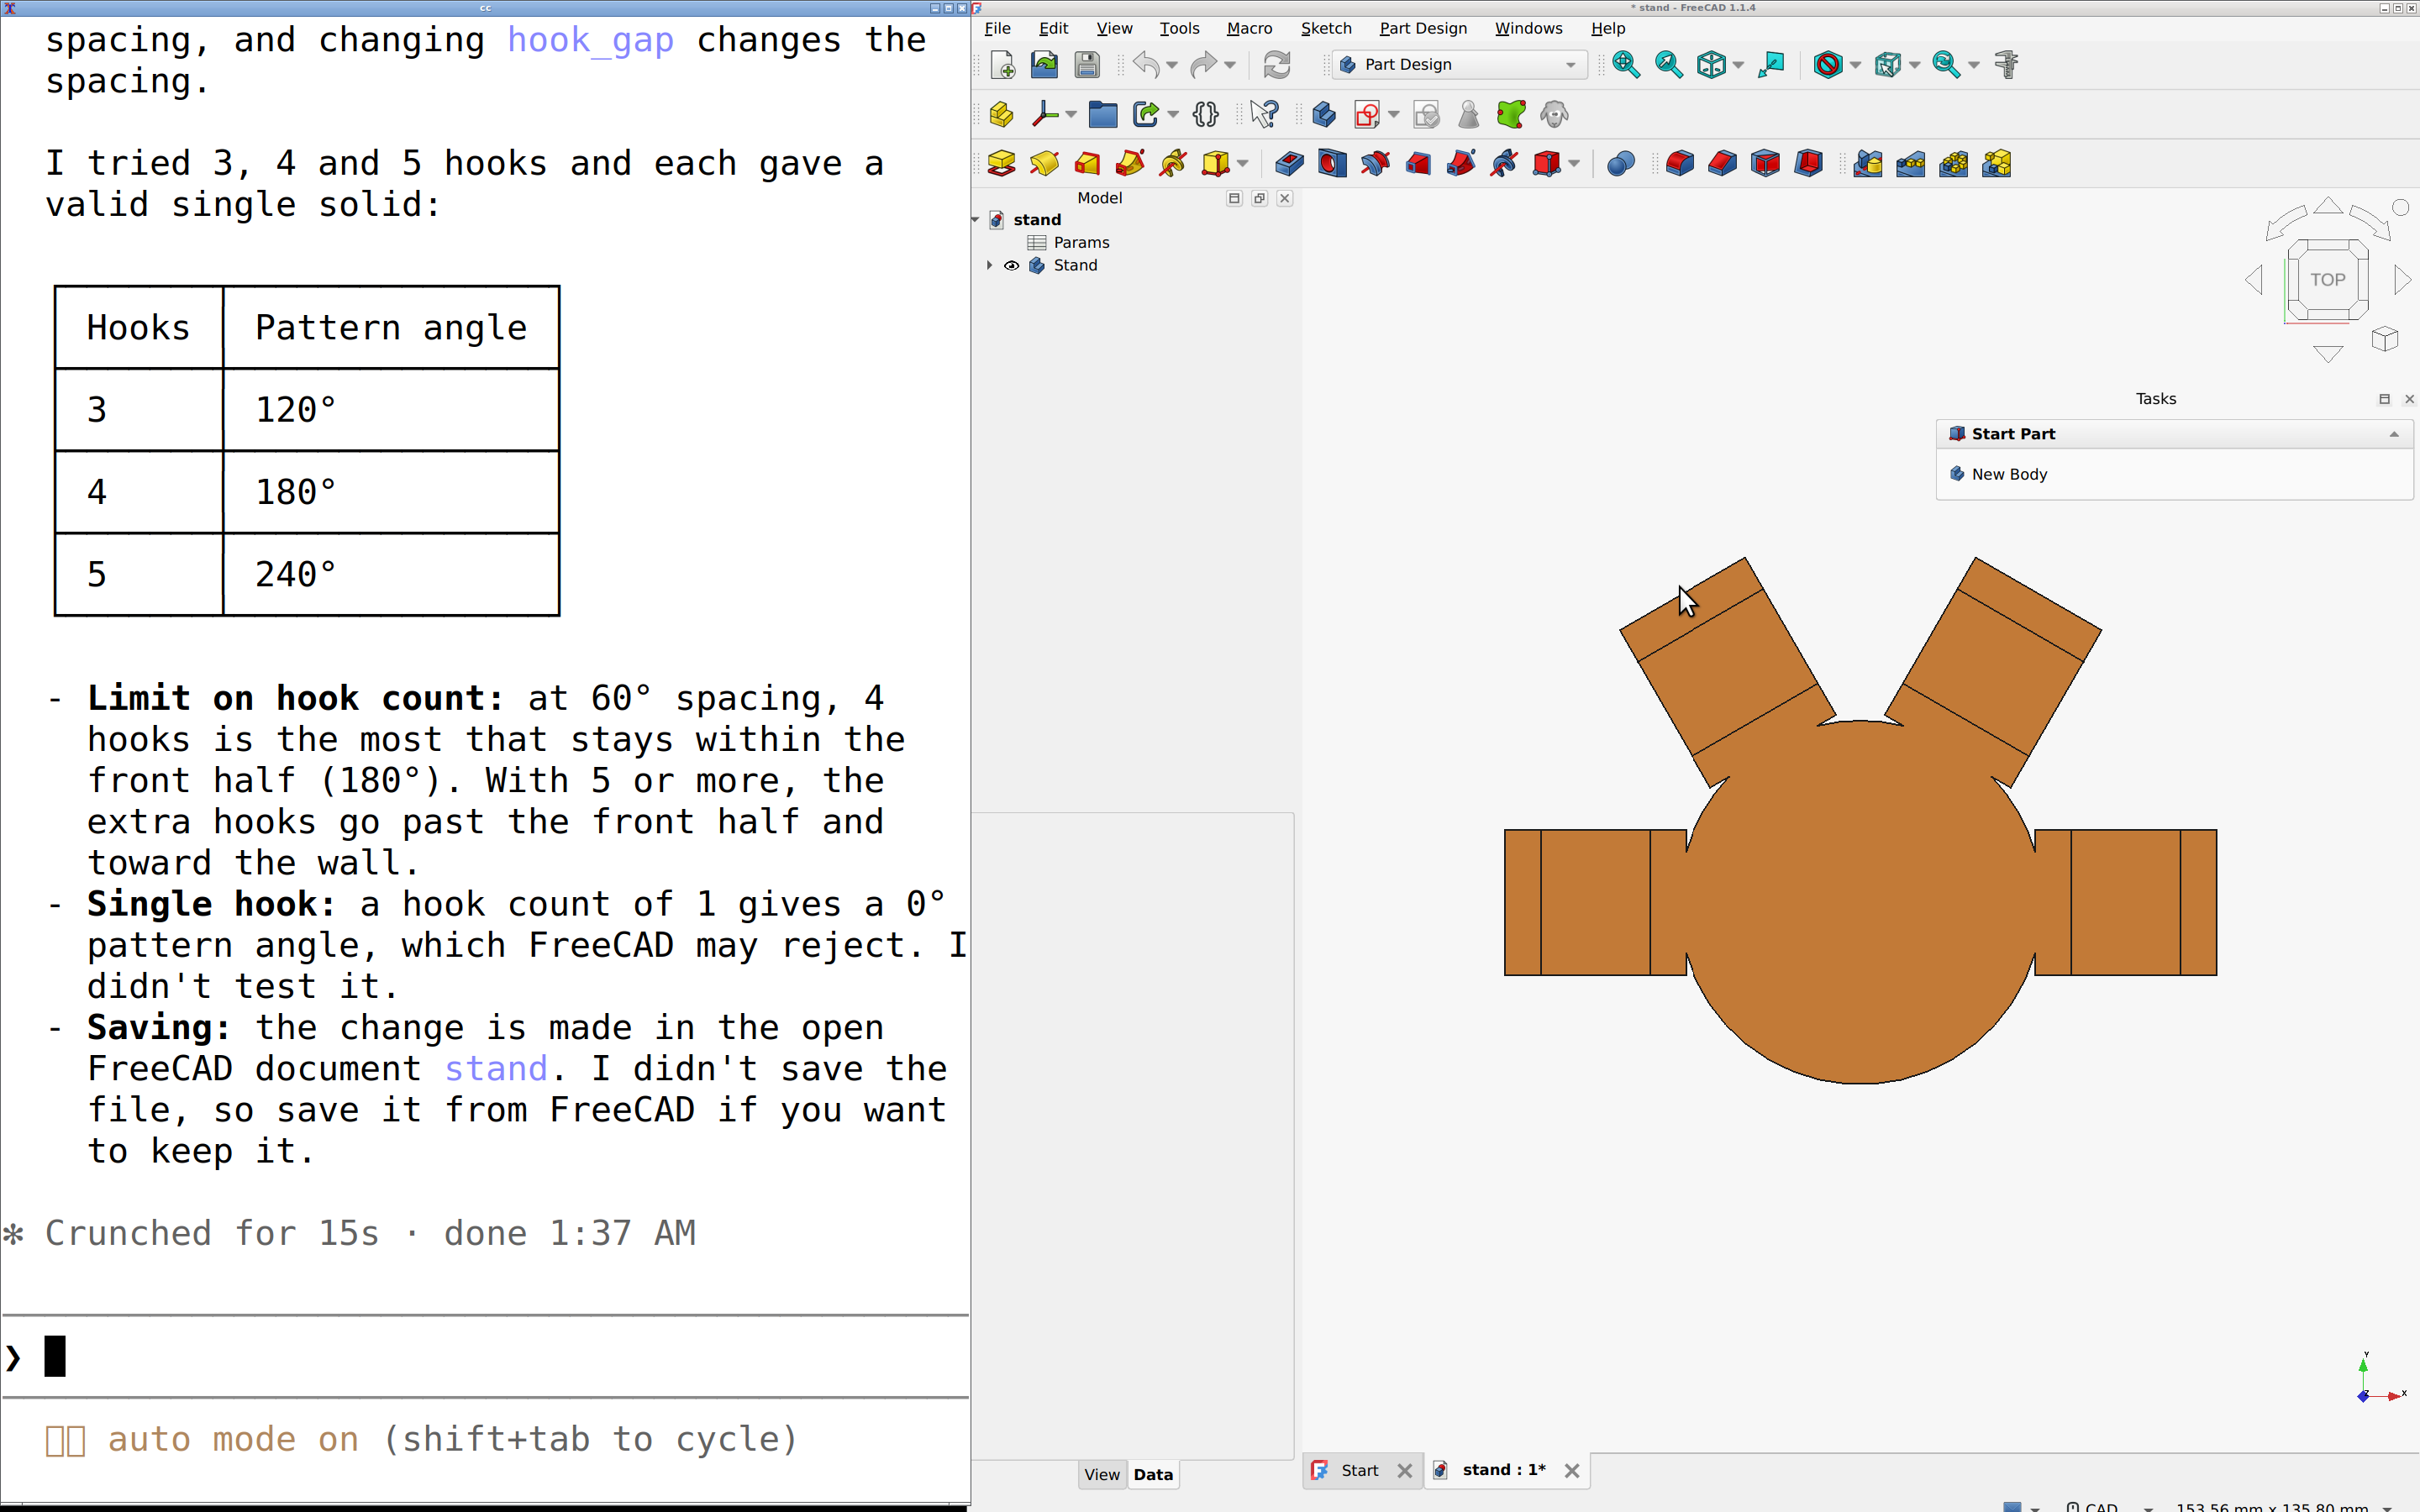 cc
spacing, and changing hook_gap changes the
spacing.
I tried 3, 4 and 5 hooks and each gave a
valid single solid:
Hooks Pattern angle
3 120°
4 180°
5 240°
- Limit on hook count: at 60° spacing, 4
hooks is the most that stays within the
front half (180°). With 5 or more, the
extra hooks go past the front half and
toward the wall.
- Single hook: a hook count of 1 gives a 0°
pattern angle, which FreeCAD may reject. I
didn't test it.
- Saving: the change is made in the open
FreeCAD document stand. I didn't save the
file, so save it from FreeCAD if you want
to keep it.
✻ Crunched for 15s · done 1:37 AM
❯
auto mode on (shift+tab to cycle)
* stand - FreeCAD 1.1.4
File Edit View Tools Macro Sketch Part Design Windows Help
Part Design
Model
stand
Params
Stand
TOP
Tasks
Start Part
New Body
Y
X
Z
View Data
Start stand : 1*
CAD 153.56 mm x 135.80 mm